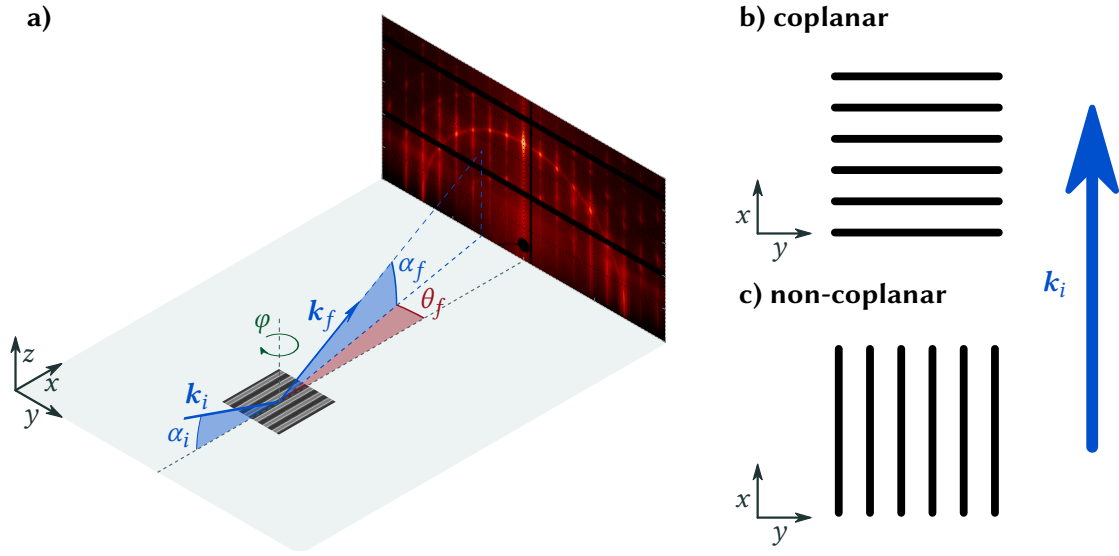 a)
φ
k_f
α_f
θ_f
z
x
y
k_i
α_i
b) coplanar
x
y
k_i
c) non-coplanar
x
y